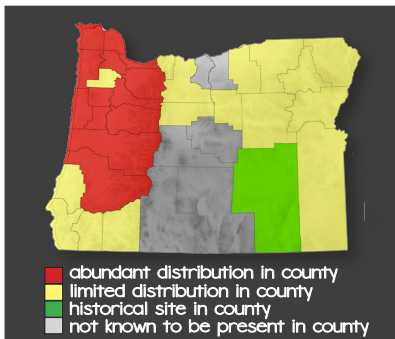 abundant distribution in county
limited distribution in county
historical site in county
not known to be present in county